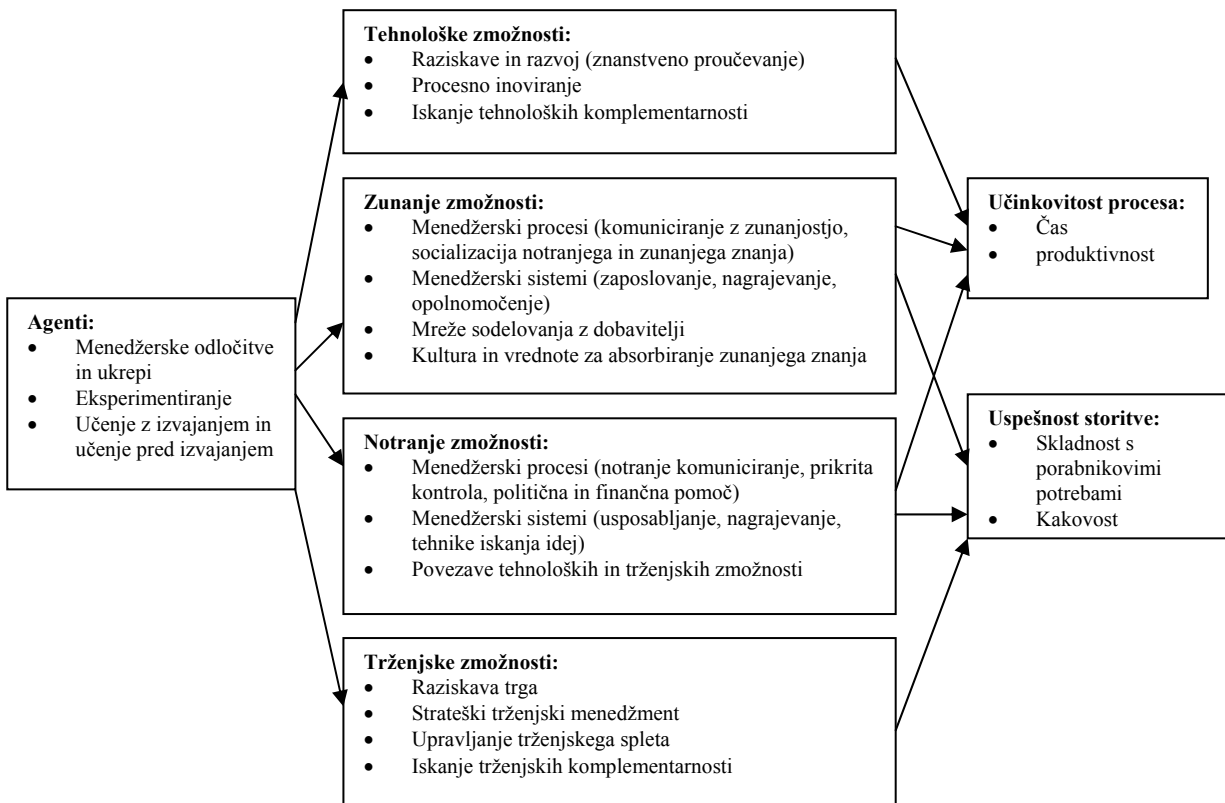 Agenti:
• Menedžerske odločitve
in ukrepi
• Eksperimentiranje
• Učenje z izvajanjem in
učenje pred izvajanjem
Tehnološke zmožnosti:
• Raziskave in razvoj (znanstveno proučevanje)
• Procesno inoviranje
• Iskanje tehnoloških komplementarnosti
Zunanje zmožnosti:
• Menedžerski procesi (komuniciranje z zunanjostjo,
socializacija notranjega in zunanjega znanja)
• Menedžerski sistemi (zaposlovanje, nagrajevanje,
opolnomočenje)
• Mreže sodelovanja z dobavitelji
• Kultura in vrednote za absorbiranje zunanjega znanja
Notranje zmožnosti:
• Menedžerski procesi (notranje komuniciranje, prikrita
kontrola, politična in finančna pomoč)
• Menedžerski sistemi (usposabljanje, nagrajevanje,
tehnike iskanja idej)
• Povezave tehnoloških in trženjskih zmožnosti
Trženjske zmožnosti:
• Raziskava trga
• Strateški trženjski menedžment
• Upravljanje trženjskega spleta
• Iskanje trženjskih komplementarnosti
Učinkovitost procesa:
• Čas
• produktivnost
Uspešnost storitve:
• Skladnost s
porabnikovimi
potrebami
• Kakovost